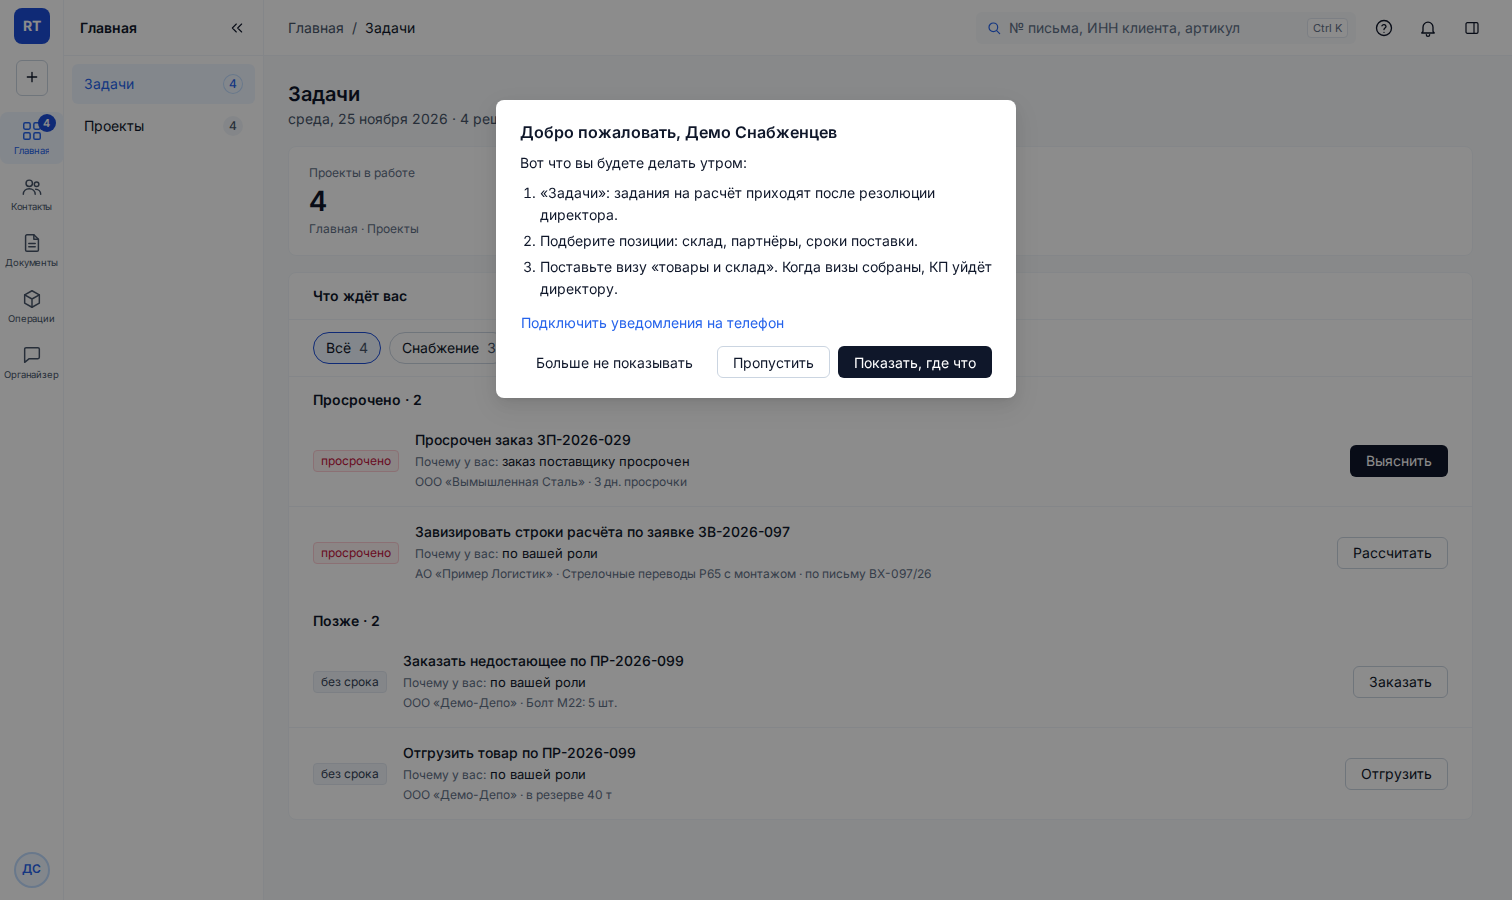 RT
Главная
Главная / Задачи
№ письма, ИНН клиента, артикул
Ctrl K
Задачи 4
Проекты 4
4
Главная
Контакты
Документы
Операции
Органайзер
ДС
Задачи
среда, 25 ноября 2026 · 4
Проекты в работе
4
Главная · Проекты
Что ждёт вас
Всё 4
Снабжение 3
Добро пожаловать, Демо Снабженцев
Вот что вы будете делать утром:
1. «Задачи»: задания на расчёт приходят после резолюции
директора.
2. Подберите позиции: склад, партнёры, сроки поставки.
3. Поставьте визу «товары и склад». Когда визы собраны, КП уйдёт
директору.
Подключить уведомления на телефон
Больше не показывать
Пропустить
Показать, где что
Просрочено · 2
просрочено
Просрочен заказ ЗП-2026-029
Почему у вас: заказ поставщику просрочен
ООО «Вымышленная Сталь» · 3 дн. просрочки
Выяснить
просрочено
Завизировать строки расчёта по заявке ЗВ-2026-097
Почему у вас: по вашей роли
АО «Пример Логистик» · Стрелочные переводы Р65 с монтажом · по письму ВХ-097/26
Рассчитать
Позже · 2
без срока
Заказать недостающее по ПР-2026-099
Почему у вас: по вашей роли
ООО «Демо-Депо» · Болт М22: 5 шт.
Заказать
без срока
Отгрузить товар по ПР-2026-099
Почему у вас: по вашей роли
ООО «Демо-Депо» · в резерве 40 т
Отгрузить